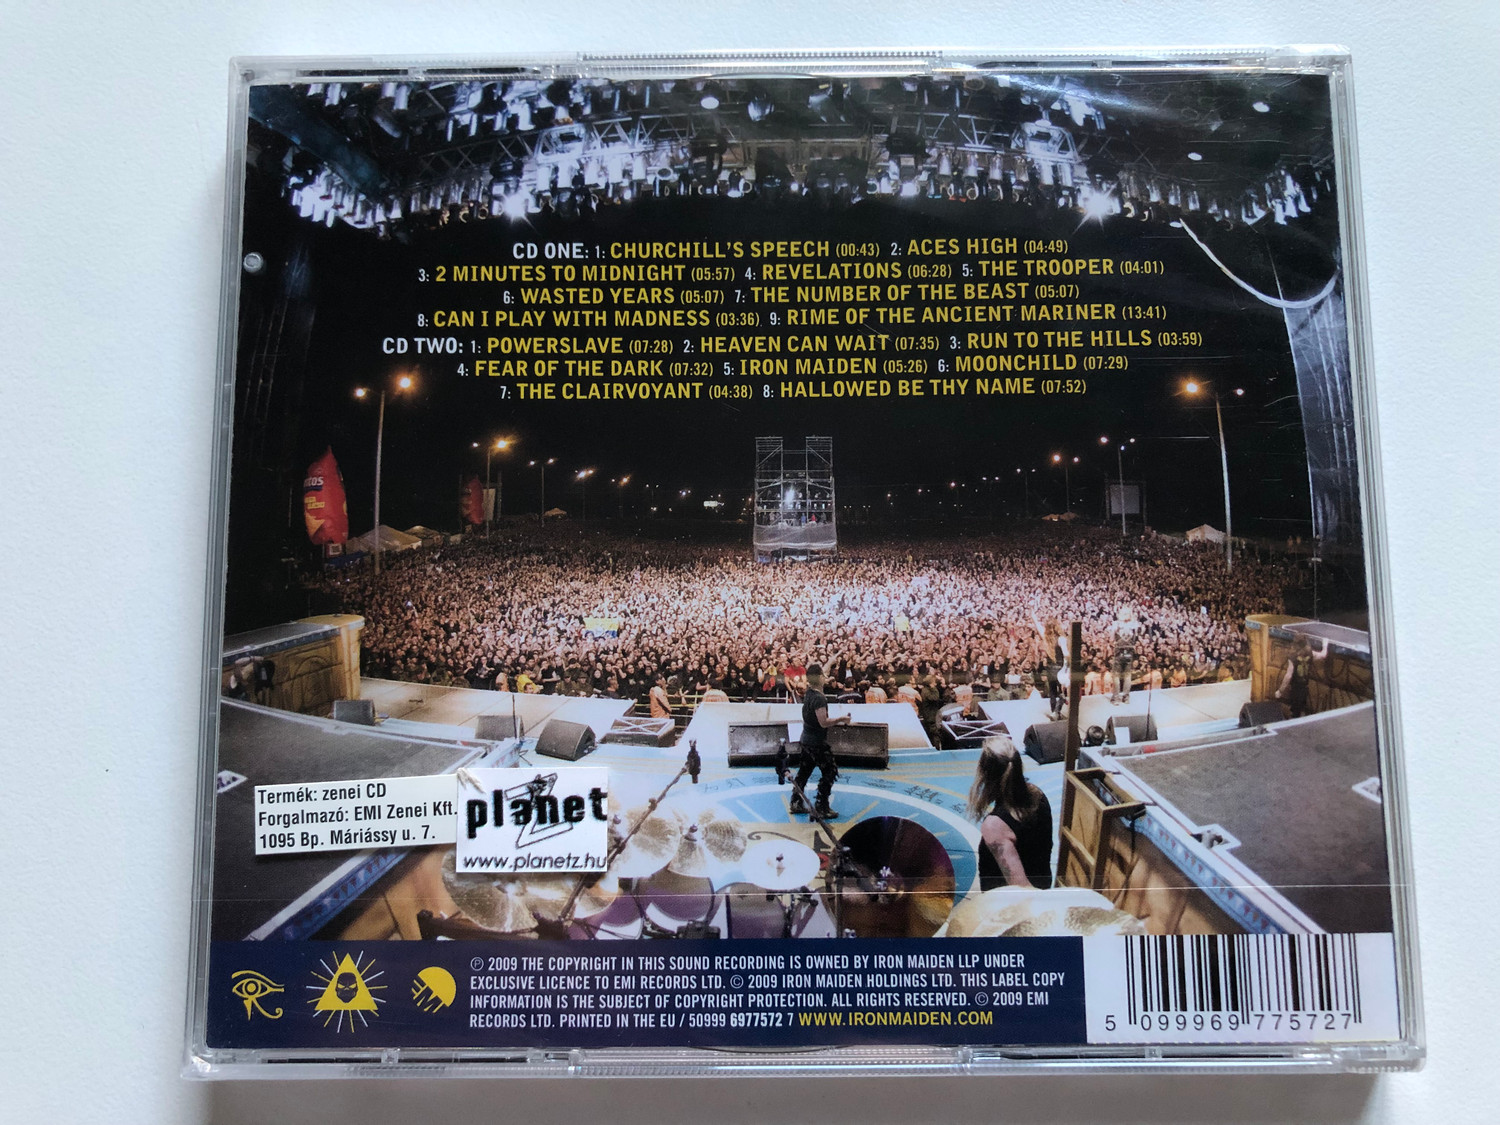 CD ONE: 1: CHURCHILL'S SPEECH (00:43) 2: ACES HIGH (04:49)
3: 2 MINUTES TO MIDNIGHT (05:57) 4: REVELATIONS (06:28) 5: THE TROOPER (04:01)
6: WASTED YEARS (05:07) 7: THE NUMBER OF THE BEAST (05:07)
8: CAN I PLAY WITH MADNESS (03:36) 9: RIME OF THE ANCIENT MARINER (13:41)
CD TWO: 1: POWERSLAVE (07:28) 2: HEAVEN CAN WAIT (07:35) 3: RUN TO THE HILLS (03:59)
4: FEAR OF THE DARK (07:32) 5: IRON MAIDEN (05:26) 6: MOONCHILD (07:29)
7: THE CLAIRVOYANT (04:38) 8: HALLOWED BE THY NAME (07:52)
Termék: zenei CD
Forgalmazó: EMI Zenei Kft.
1095 Bp. Máriássy u. 7.
planet Z
www.planetz.hu
EMI
℗ 2009 THE COPYRIGHT IN THIS SOUND RECORDING IS OWNED BY IRON MAIDEN LLP UNDER
EXCLUSIVE LICENCE TO EMI RECORDS LTD. © 2009 IRON MAIDEN HOLDINGS LTD. THIS LABEL COPY
INFORMATION IS THE SUBJECT OF COPYRIGHT PROTECTION. ALL RIGHTS RESERVED. © 2009 EMI
RECORDS LTD. PRINTED IN THE EU / 50999 6977572 7 WWW.IRONMAIDEN.COM
5 099969 775727